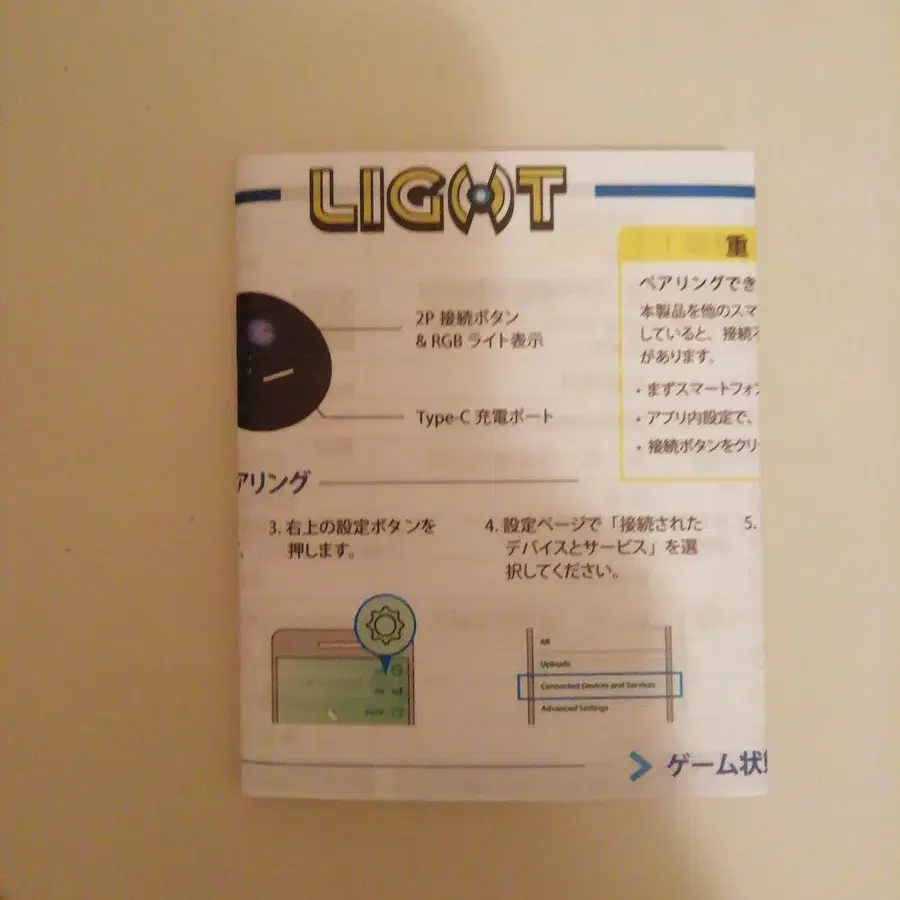 LIGHT
重
ペアリングでき
2P 接続ボタン
& RGB ライト表示
本製品を他のスマ
していると、接続不
があります。
・まずスマートフォン
Type-C 充電ポート
・アプリ内設定で、
・接続ボタンをクリ
アリング
3. 右上の設定ボタンを
押します。
4. 設定ページで「接続された
デバイスとサービス」を選
択してください。
5.
AR
Uploads
Connected Devices and Services
Advanced Settings
ゲーム状